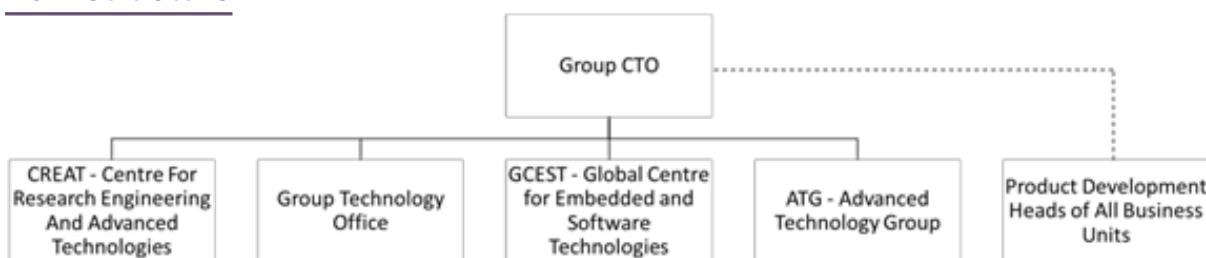 Group CTO
CREAT - Centre For
Research Engineering
And Advanced
Technologies
Group Technology
Office
GCEST - Global Centre
for Embedded and
Software
Technologies
ATG - Advanced
Technology Group
Product Development
Heads of All Business
Units